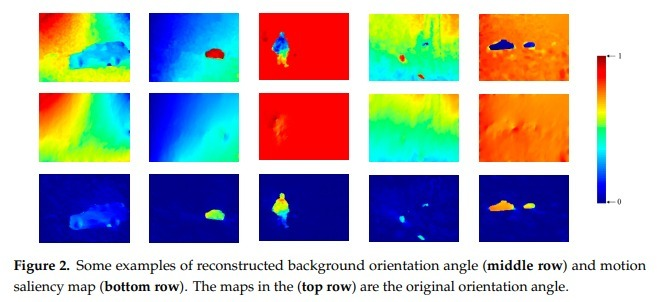 1
0
Figure 2. Some examples of reconstructed background orientation angle (middle row) and motion
saliency map (bottom row). The maps in the (top row) are the original orientation angle.